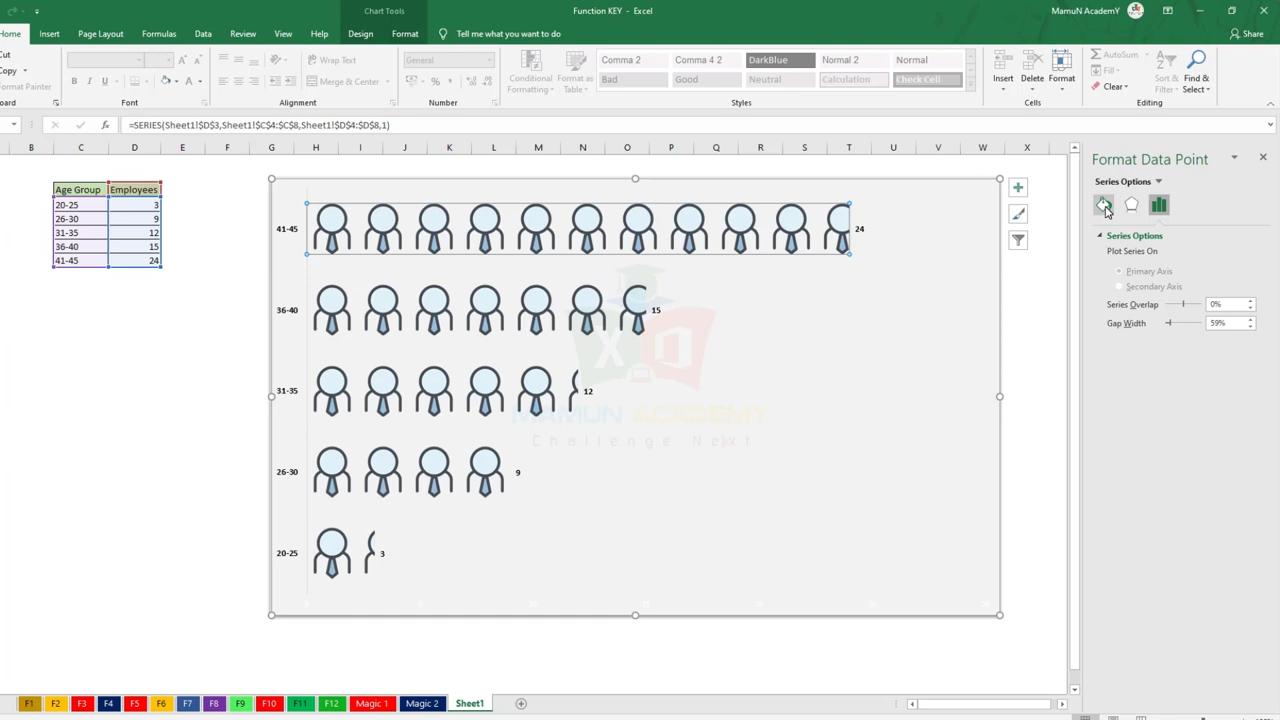 Chart Tools
Function KEY - Excel
MamuN AcademY
Home Insert Page Layout Formulas Data Review View Help Design Format Tell me what you want to do Share
Cut
Copy
Format Painter
Wrap Text
Merge & Center
General
Conditional Formatting
Format as Table
Comma 2 Comma 4 2 DarkBlue Normal 2 Normal
Bad Good Neutral Calculation Check Cell
Insert Delete Format
AutoSum
Fill
Clear
Sort & Filter
Find & Select
Font Alignment Number Styles Cells Editing
=SERIES(Sheet1!$D$3,Sheet1!$C$4:$C$8,Sheet1!$D$4:$D$8,1)
B C D E F G H I J K L M N O P Q R S T U V W X
Age Group Employees
20-25 3
26-30 9
31-35 12
36-40 15
41-45 24
41-45 24
36-40 15
31-35 12
26-30 9
20-25 3
MAMUN ACADEMY
Challenge Next
Format Data Point
Series Options
Series Options
Plot Series On
Primary Axis
Secondary Axis
Series Overlap 0%
Gap Width 59%
F1 F2 F3 F4 F5 F6 F7 F8 F9 F10 F11 F12 Magic 1 Magic 2 Sheet1